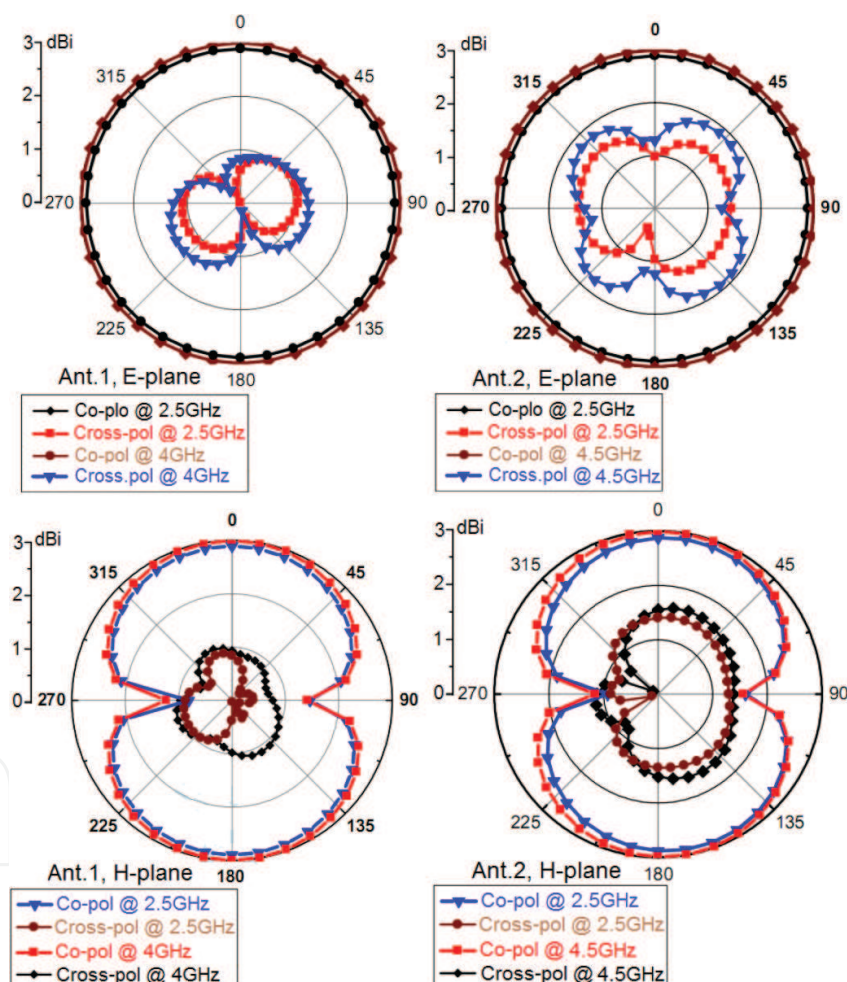 0
3 dBi
315
45
2
1
0 270
90
225
135
180
Ant.1, E-plane
Co-plo @ 2.5GHz
Cross-pol @ 2.5GHz
Co-pol @ 4GHz
Cross.pol @ 4GHz
0
3 dBi
315
45
2
1
0 270
90
225
135
180
Ant.2, E-plane
Co-plo @ 2.5GHz
Cross-pol @ 2.5GHz
Co-pol @ 4.5GHz
Cross.pol @ 4.5GHz
0
3 dBi
315
45
2
1
0 270
90
225
135
Ant.1, H-plane 180
Co-pol @ 2.5GHz
Cross-pol @ 2.5GHz
Co-pol @ 4GHz
Cross-pol @ 4GHz
0
3 dBi
315
45
2
1
0 270
90
225
135
Ant.2, H-plane 180
Co-pol @ 2.5GHz
Cross-pol @ 2.5GHz
Co-pol @ 4.5GHz
Cross-pol @ 4.5GHz